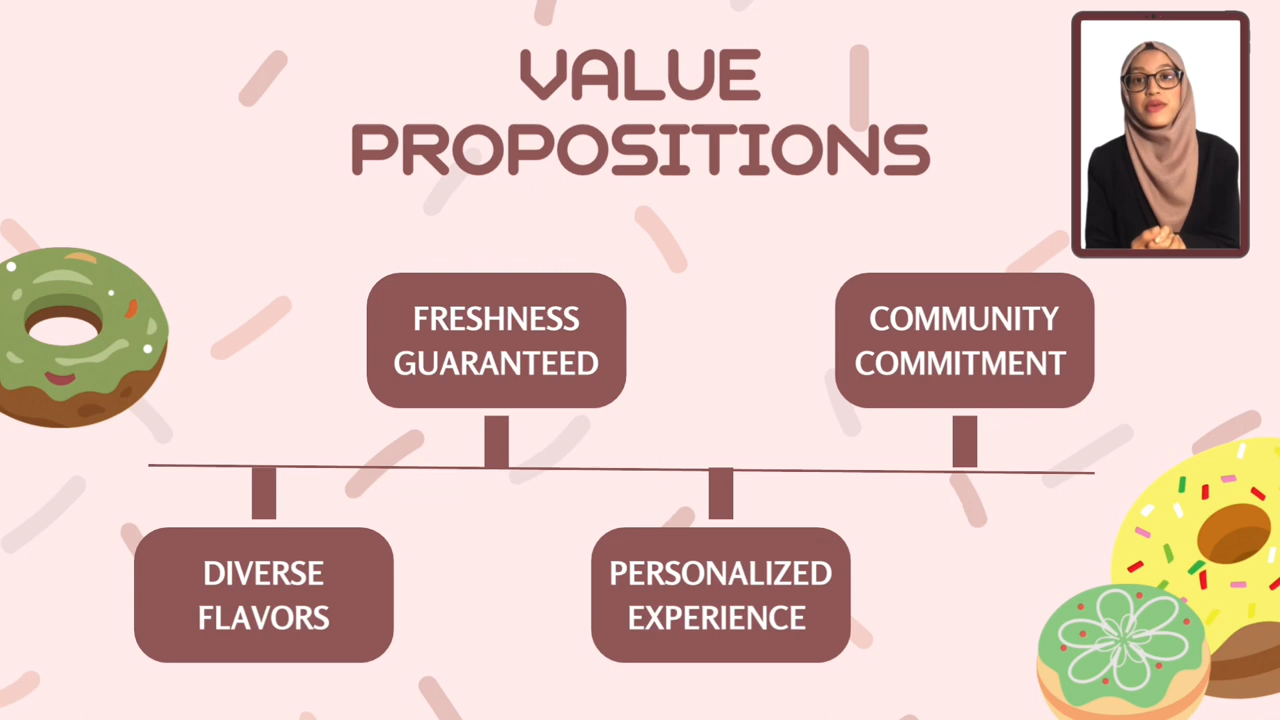 VALUE
PROPOSITIONS
FRESHNESS
GUARANTEED
COMMUNITY
COMMITMENT
DIVERSE
FLAVORS
PERSONALIZED
EXPERIENCE